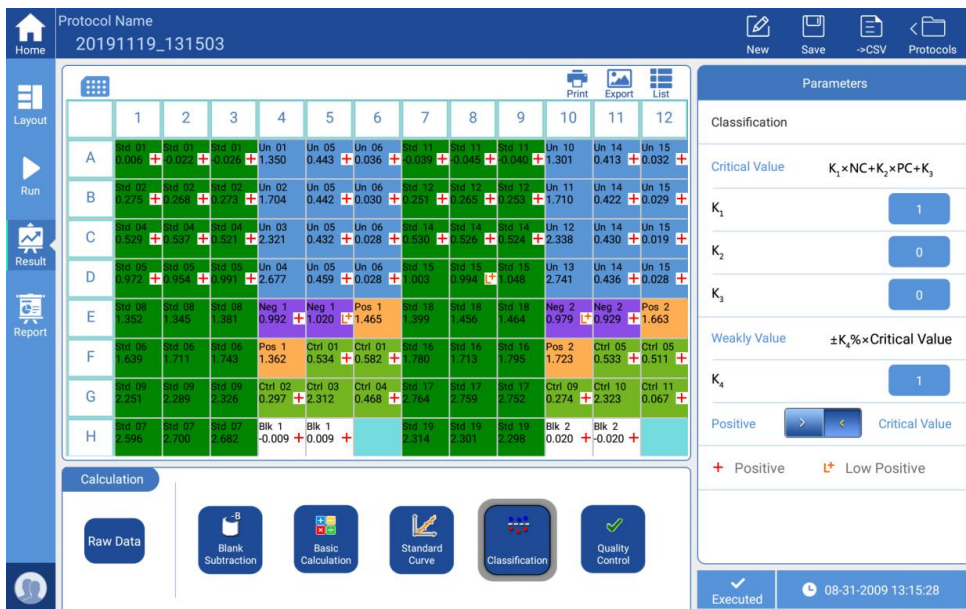 Protocol Name
20191119_131503
Home
New
Save
->CSV
Protocols
Layout
Run
Result
Report
Print
Export
List
1 2 3 4 5 6 7 8 9 10 11 12
A
Std 01 Std 01 Std 01 Un 01 Un 05 Un 06 Std 11 Std 11 Std 11 Un 10 Un 14 Un 15
0.006 + -0.022 + -0.026 + 1.350 0.443 + 0.036 + -0.039 + -0.045 + -0.040 + 1.301 0.413 + 0.032 +
B
Std 02 Std 02 Std 02 Un 02 Un 05 Un 06 Std 12 Std 12 Std 12 Un 11 Un 14 Un 15
0.275 + 0.268 + 0.273 + 1.704 0.442 + 0.030 + 0.251 + 0.265 + 0.253 + 1.710 0.422 + 0.029 +
C
Std 04 Std 04 Std 04 Un 03 Un 05 Un 06 Std 14 Std 14 Std 14 Un 12 Un 14 Un 15
0.529 + 0.537 + 0.521 + 2.321 0.432 + 0.028 + 0.530 + 0.526 + 0.524 + 2.338 0.430 + 0.019 +
D
Std 05 Std 05 Std 05 Un 04 Un 05 Un 06 Std 15 Std 15 Std 15 Un 13 Un 14 Un 15
0.972 + 0.954 + 0.991 + 2.677 0.459 + 0.028 + 1.003 0.994 L+ 1.048 2.741 0.436 + 0.028 +
E
Std 08 Std 08 Std 08 Neg 1 Neg 1 Pos 1 Std 18 Std 18 Std 18 Neg 2 Neg 2 Pos 2
1.352 1.345 1.381 0.992 + 1.020 L+ 1.465 1.399 1.456 1.464 0.979 L+ 0.929 + 1.663
F
Std 06 Std 06 Std 06 Pos 1 Ctrl 01 Ctrl 01 Std 16 Std 16 Std 16 Pos 2 Ctrl 05 Ctrl 05
1.639 1.711 1.743 1.362 0.534 + 0.582 + 1.780 1.713 1.795 1.723 0.533 + 0.511 +
G
Std 09 Std 09 Std 09 Ctrl 02 Ctrl 03 Ctrl 04 Std 17 Std 17 Std 17 Ctrl 09 Ctrl 10 Ctrl 11
2.251 2.289 2.326 0.297 + 2.312 0.468 + 2.764 2.759 2.752 0.274 + 2.323 0.067 +
H
Std 07 Std 07 Std 07 Blk 1 Blk 1 Std 19 Std 19 Std 19 Blk 2 Blk 2
2.596 2.700 2.682 -0.009 + 0.009 + 2.314 2.301 2.298 0.020 + -0.020 +
Calculation
Raw Data
-B
Blank
Subtraction
Basic
Calculation
Standard
Curve
Classification
Quality
Control
Parameters
Classification
Critical Value K₁×NC+K₂×PC+K₃
K₁ 1
K₂ 0
K₃ 0
Weakly Value ±K₄%×Critical Value
K₄ 1
Positive > < Critical Value
+ Positive L+ Low Positive
Executed
08-31-2009 13:15:28